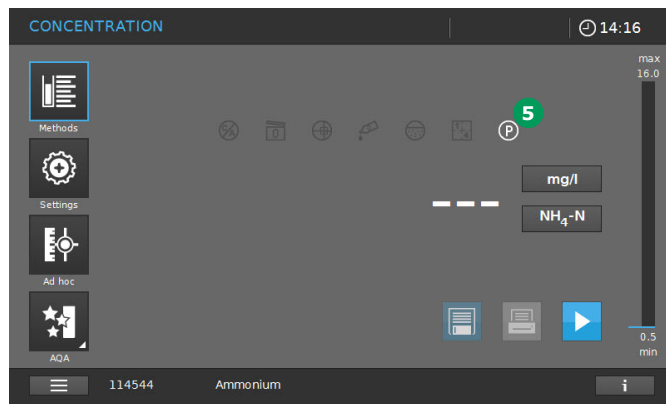 CONCENTRATION
14:16
max
16.0
Methods
0
P
5
mg/l
Settings
NH4-N
Ad hoc
AQA
0.5
min
114544 Ammonium
i